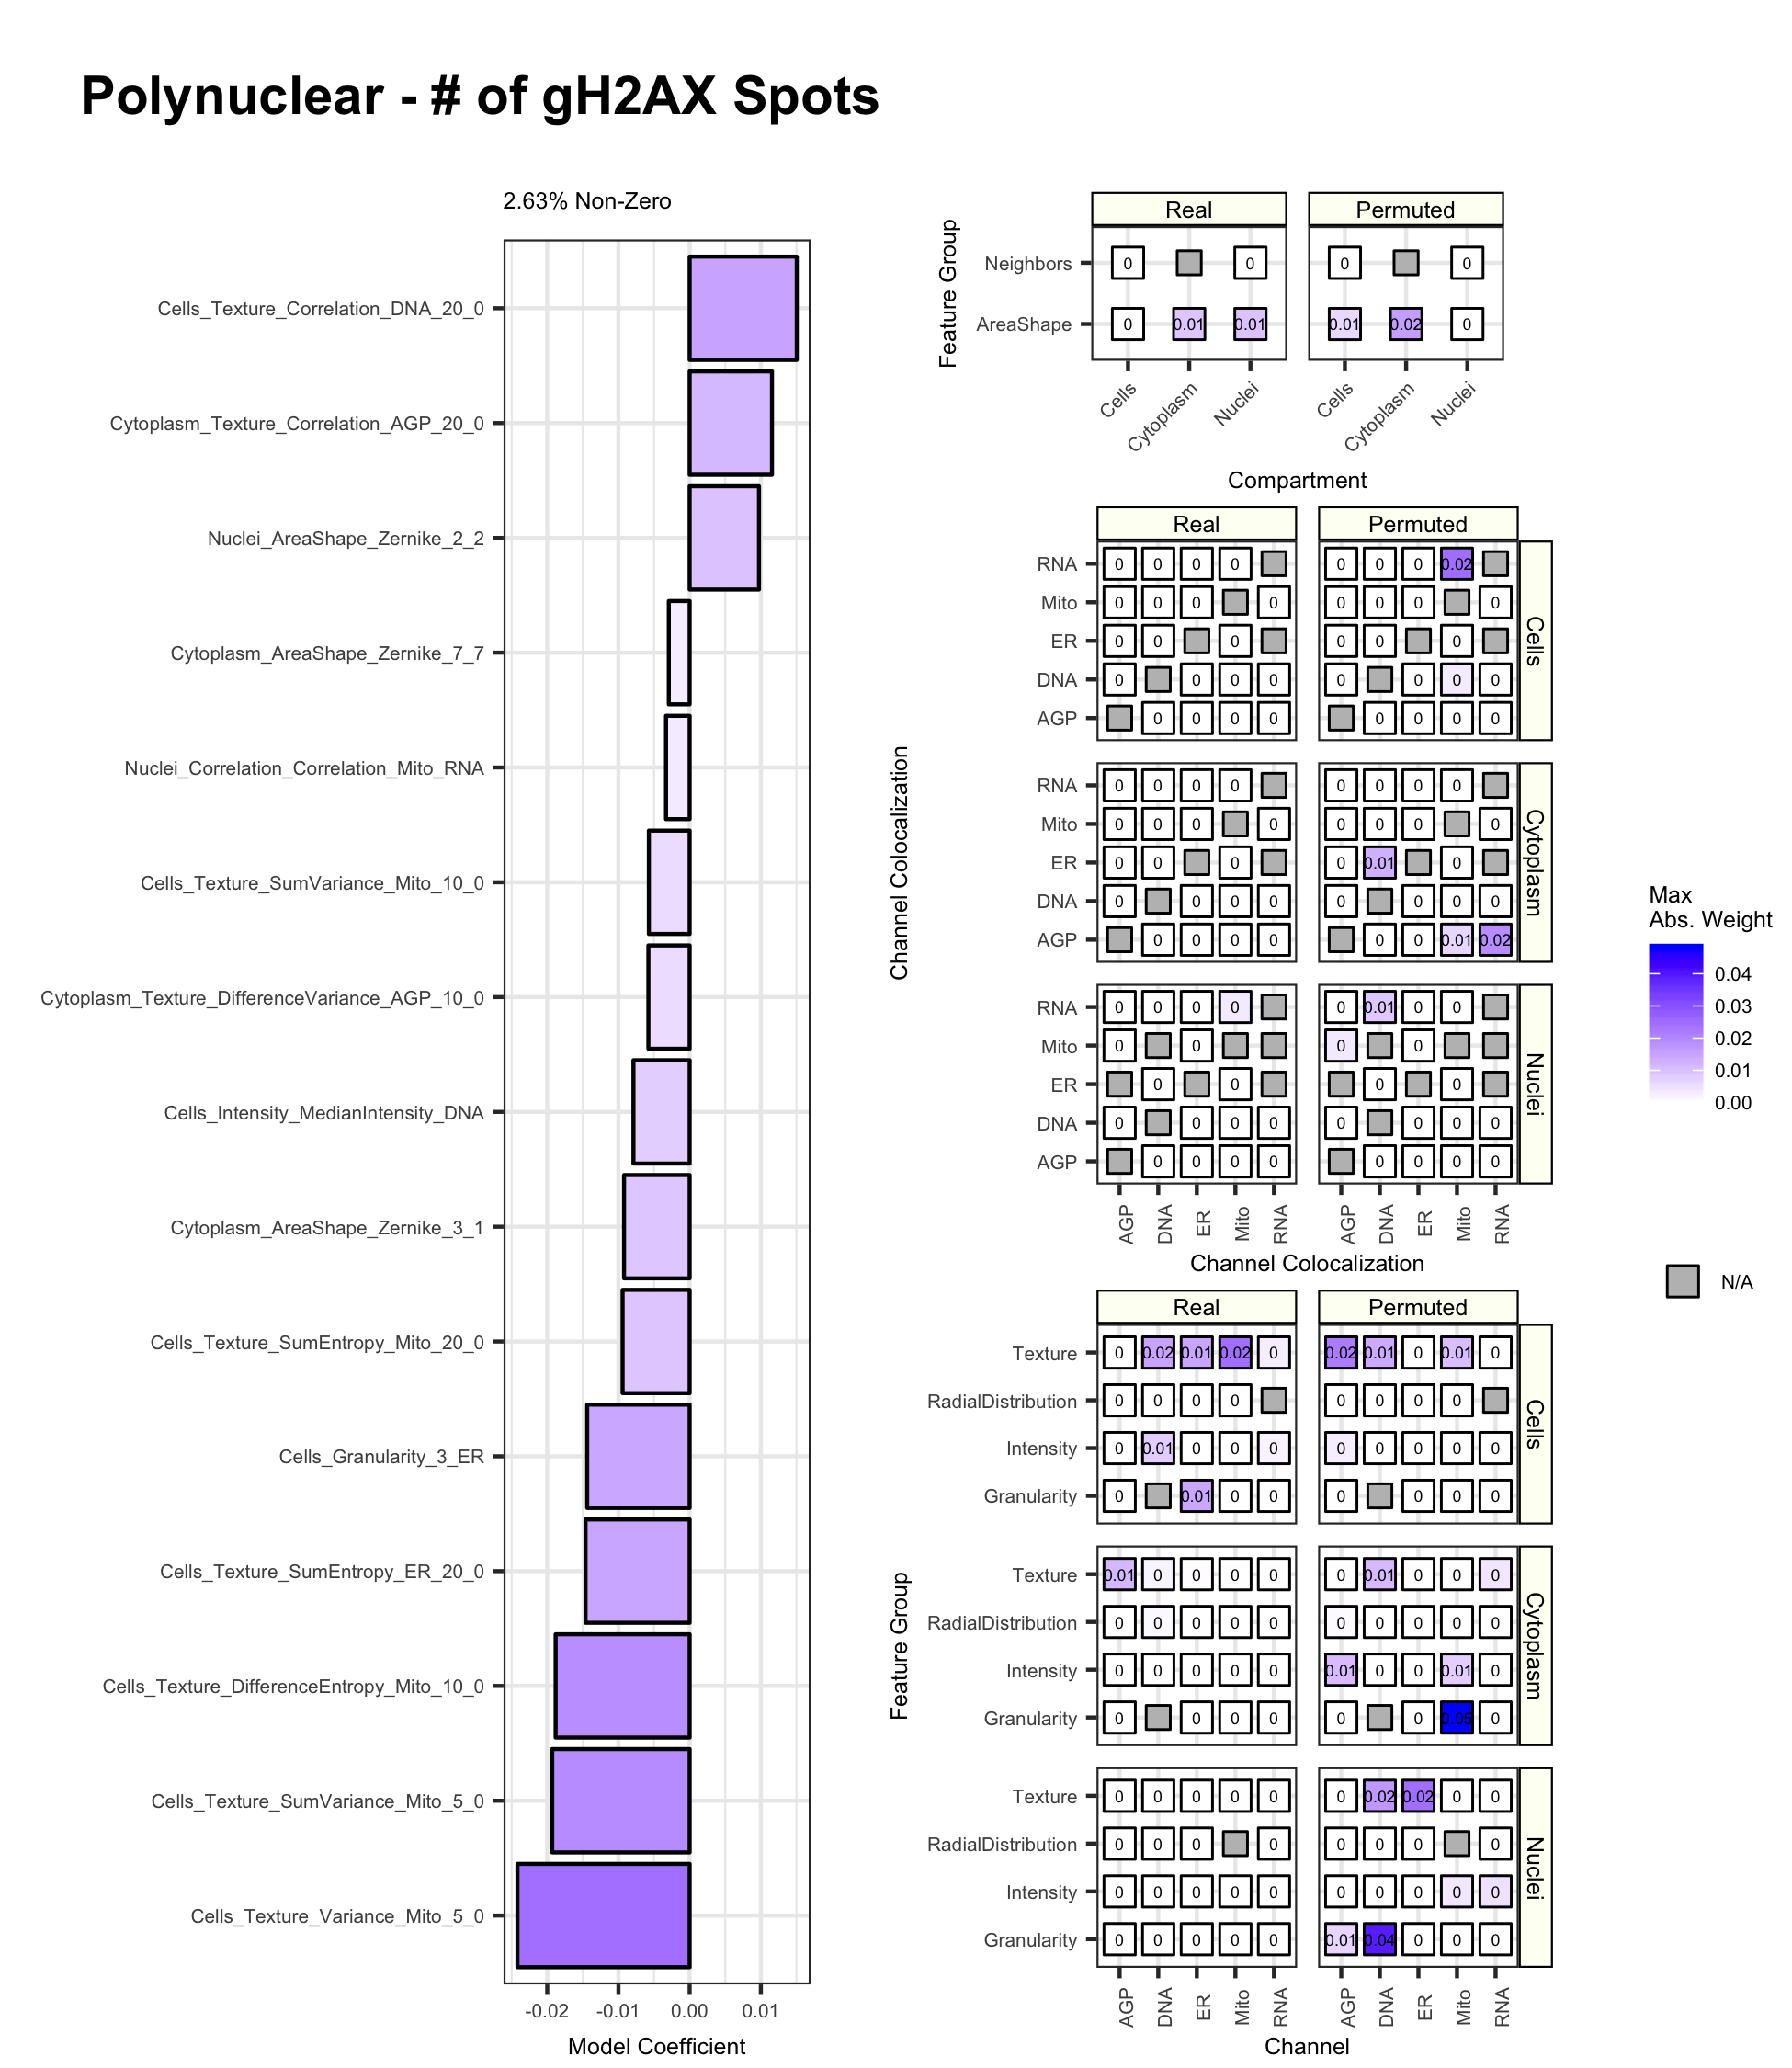 Polynuclear - # of gH2AX Spots
2.63% Non-Zero
Cells_Texture_Correlation_DNA_20_0
Cytoplasm_Texture_Correlation_AGP_20_0
Nuclei_AreaShape_Zernike_2_2
Cytoplasm_AreaShape_Zernike_7_7
Nuclei_Correlation_Correlation_Mito_RNA
Cells_Texture_SumVariance_Mito_10_0
Cytoplasm_Texture_DifferenceVariance_AGP_10_0
Cells_Intensity_MedianIntensity_DNA
Cytoplasm_AreaShape_Zernike_3_1
Cells_Texture_SumEntropy_Mito_20_0
Cells_Granularity_3_ER
Cells_Texture_SumEntropy_ER_20_0
Cells_Texture_DifferenceEntropy_Mito_10_0
Cells_Texture_SumVariance_Mito_5_0
Cells_Texture_Variance_Mito_5_0
-0.02 -0.01 0.00 0.01
Model Coefficient
Real Permuted
Feature Group
Neighbors 0 0 0 0
AreaShape 0 0.01 0.01 0.01 0.02 0
Cells Cytoplasm Nuclei Cells Cytoplasm Nuclei
Compartment
Real Permuted
Channel Colocalization
RNA 0 0 0 0 0 0 0 0.02
Mito 0 0 0 0 0 0 0 0
ER 0 0 0 0 0 0
DNA 0 0 0 0 0 0 0 0
AGP 0 0 0 0 0 0 0 0
Cells
RNA 0 0 0 0 0 0 0 0
Mito 0 0 0 0 0 0 0 0
ER 0 0 0 0 0.01 0
DNA 0 0 0 0 0 0 0 0
AGP 0 0 0 0 0 0 0.01 0.02
Cytoplasm
RNA 0 0 0 0 0 0.01 0 0
Mito 0 0 0 0
ER 0 0 0 0
DNA 0 0 0 0 0 0 0 0
AGP 0 0 0 0 0 0 0 0
Nuclei
AGP DNA ER Mito RNA AGP DNA ER Mito RNA
Channel Colocalization
Real Permuted
Feature Group
Texture 0 0.02 0.01 0.02 0 0.02 0.01 0 0.01 0
RadialDistribution 0 0 0 0 0 0 0 0
Intensity 0 0.01 0 0 0 0 0 0 0 0
Granularity 0 0.01 0 0 0 0 0 0
Cells
Texture 0.01 0 0 0 0 0 0.01 0 0 0
RadialDistribution 0 0 0 0 0 0 0 0 0 0
Intensity 0 0 0 0 0 0.01 0 0 0.01 0
Granularity 0 0 0 0 0 0 0.05 0
Cytoplasm
Texture 0 0 0 0 0 0 0.02 0.02 0 0
RadialDistribution 0 0 0 0 0 0 0 0
Intensity 0 0 0 0 0 0 0 0 0 0
Granularity 0 0 0 0 0 0.01 0.04 0 0 0
Nuclei
AGP DNA ER Mito RNA AGP DNA ER Mito RNA
Channel
Max
Abs. Weight
0.04
0.03
0.02
0.01
0.00
N/A